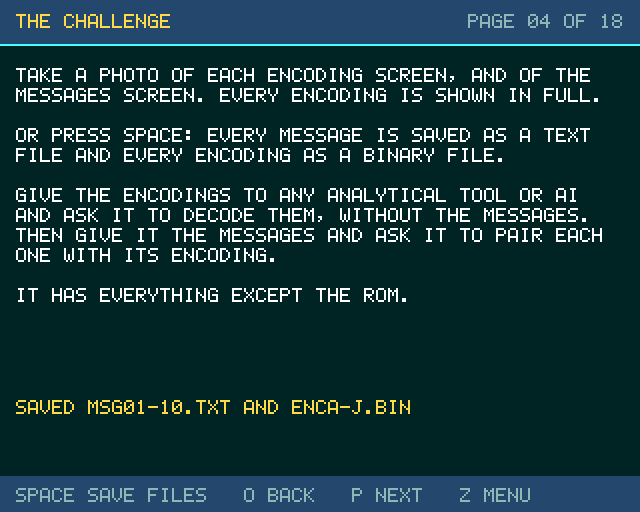 THE CHALLENGE PAGE 04 OF 18
TAKE A PHOTO OF EACH ENCODING SCREEN, AND OF THE
MESSAGES SCREEN. EVERY ENCODING IS SHOWN IN FULL.
OR PRESS SPACE: EVERY MESSAGE IS SAVED AS A TEXT
FILE AND EVERY ENCODING AS A BINARY FILE.
GIVE THE ENCODINGS TO ANY ANALYTICAL TOOL OR AI
AND ASK IT TO DECODE THEM, WITHOUT THE MESSAGES.
THEN GIVE IT THE MESSAGES AND ASK IT TO PAIR EACH
ONE WITH ITS ENCODING.
IT HAS EVERYTHING EXCEPT THE ROM.
SAVED MSG01-10.TXT AND ENCA-J.BIN
SPACE SAVE FILES O BACK P NEXT Z MENU